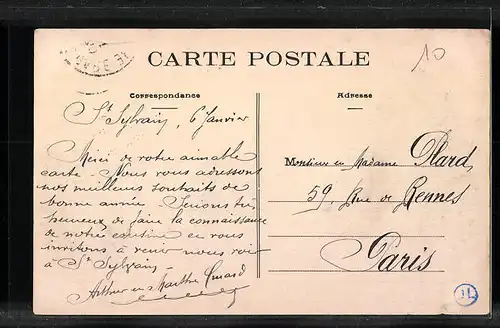 CARTE POSTALE
10
Correspondance
Adresse
St Sylvain, 6 Janvier
Merci de votre aimable
carte. Nous vous adressons
nos meilleurs souhaits de
bonne année. Serions très
heureux de faire la connaissance
de notre cousine en vous
invitons à venir nous voir
à St Sylvain.
Arthur et Marthe
Monsieur et Madame Plard,
59, Rue de Rennes
Paris